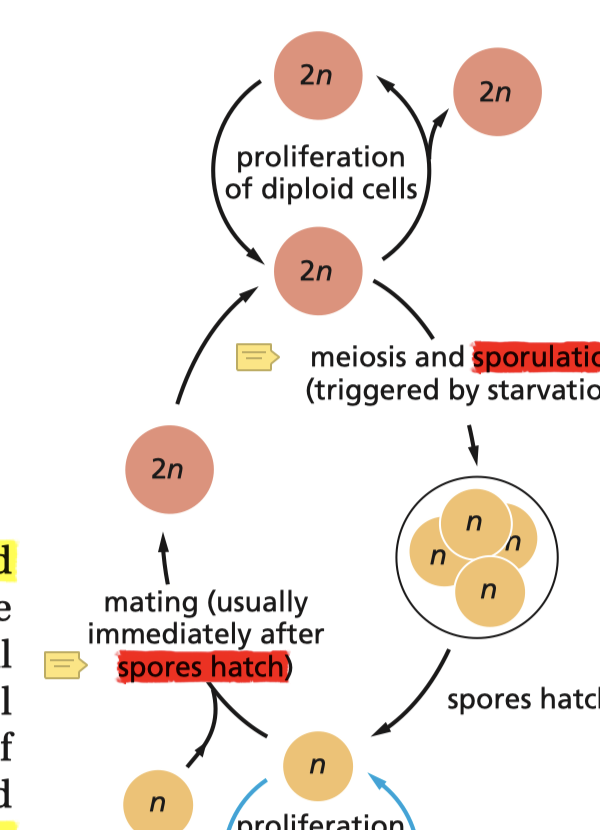 2n
2n
proliferation
of diploid cells
2n
meiosis and sporulatio
(triggered by starvatio
2n
n
n
n
n
d
e
l
l
f
d
mating (usually
immediately after
spores hatch)
spores hatch
n
n
proliferation